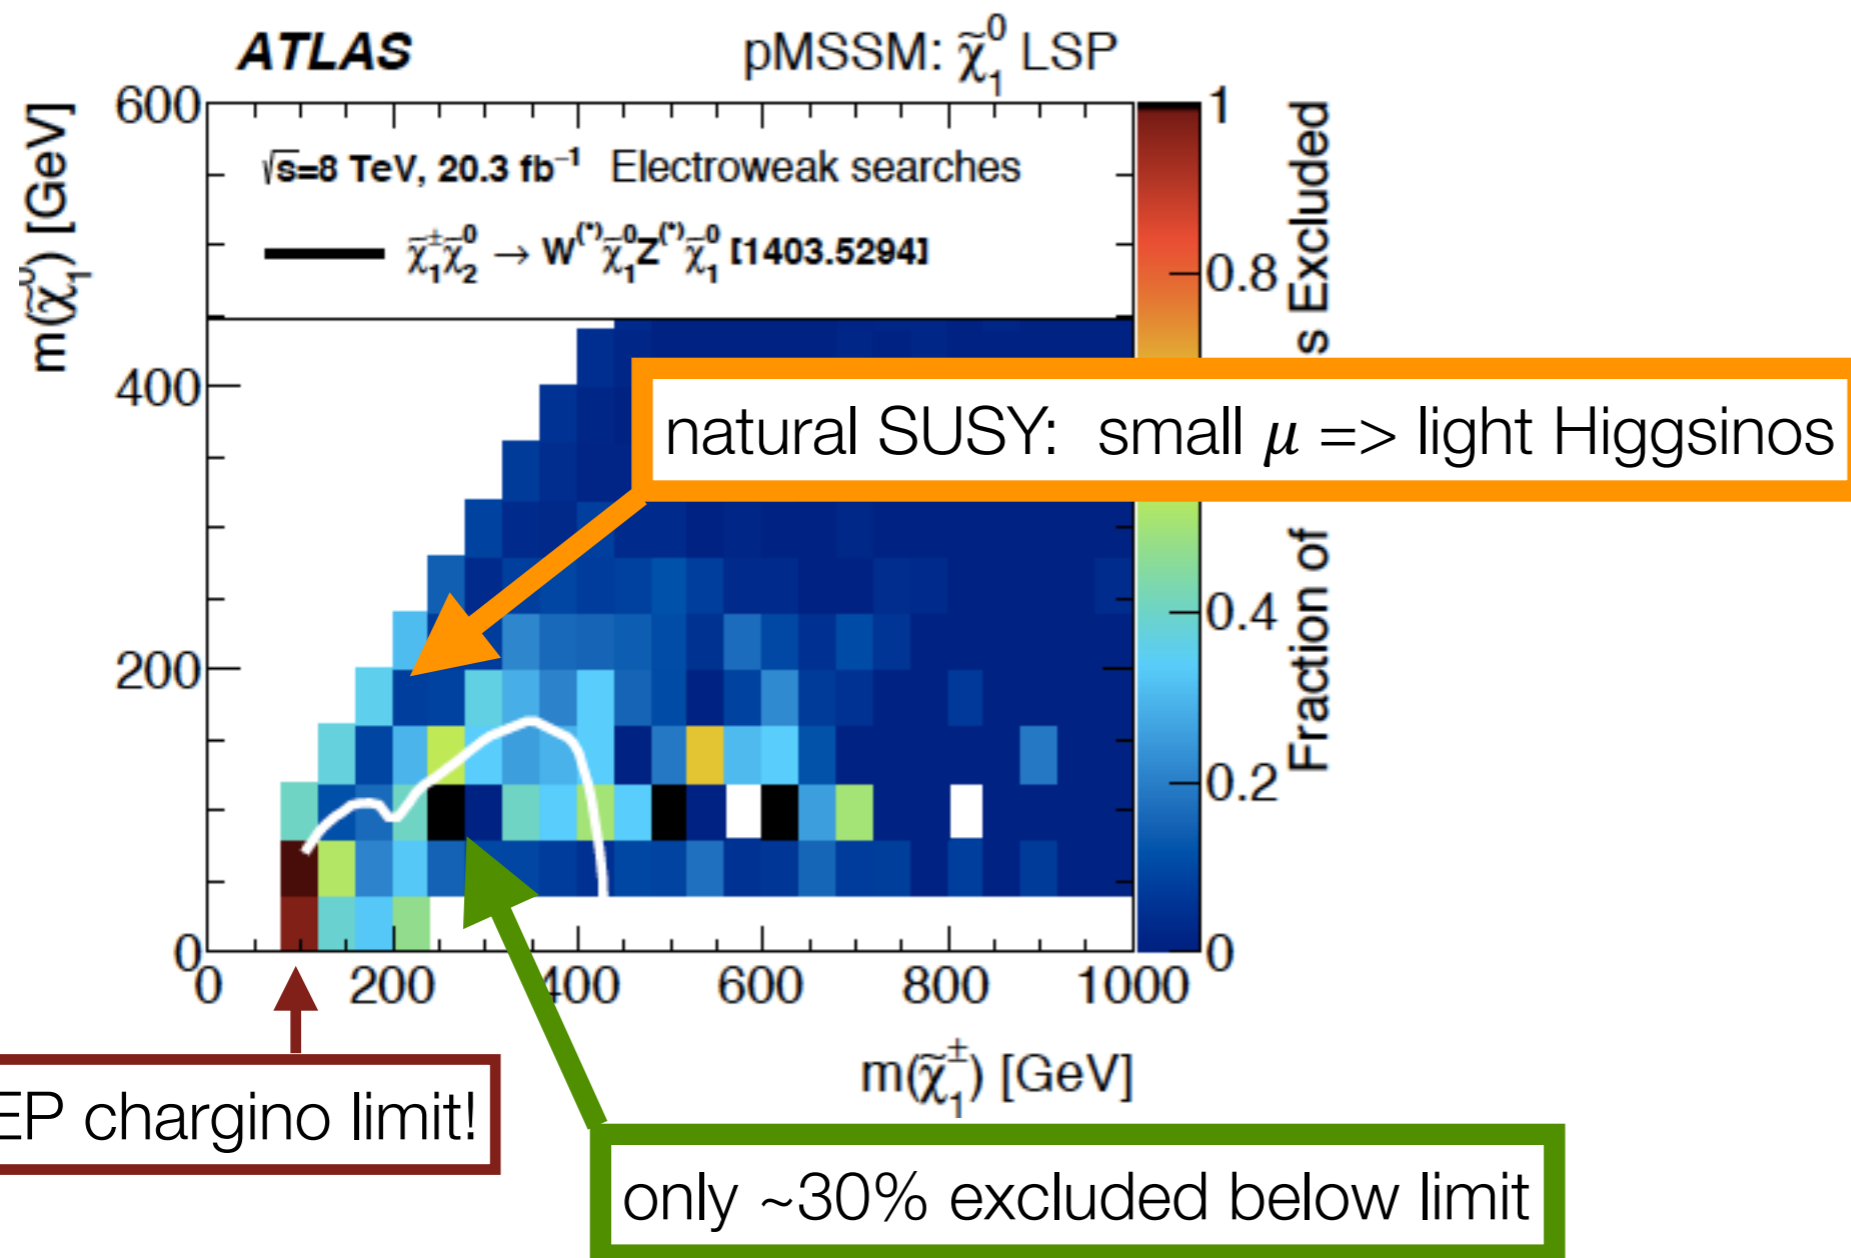 ATLAS pMSSM: χ̃₁⁰ LSP
√s=8 TeV, 20.3 fb⁻¹ Electroweak searches
χ̃₁±χ̃₂⁰ → W⁽*⁾χ̃₁⁰Z⁽*⁾χ̃₁⁰ [1403.5294]
m(χ̃₁⁰) [GeV]
600
400
200
0
0 200 400 600 800 1000
m(χ̃₁±) [GeV]
1
0.8
0.4
0.2
0
Fraction of
s Excluded
natural SUSY: small μ => light Higgsinos
EP chargino limit!
only ~30% excluded below limit